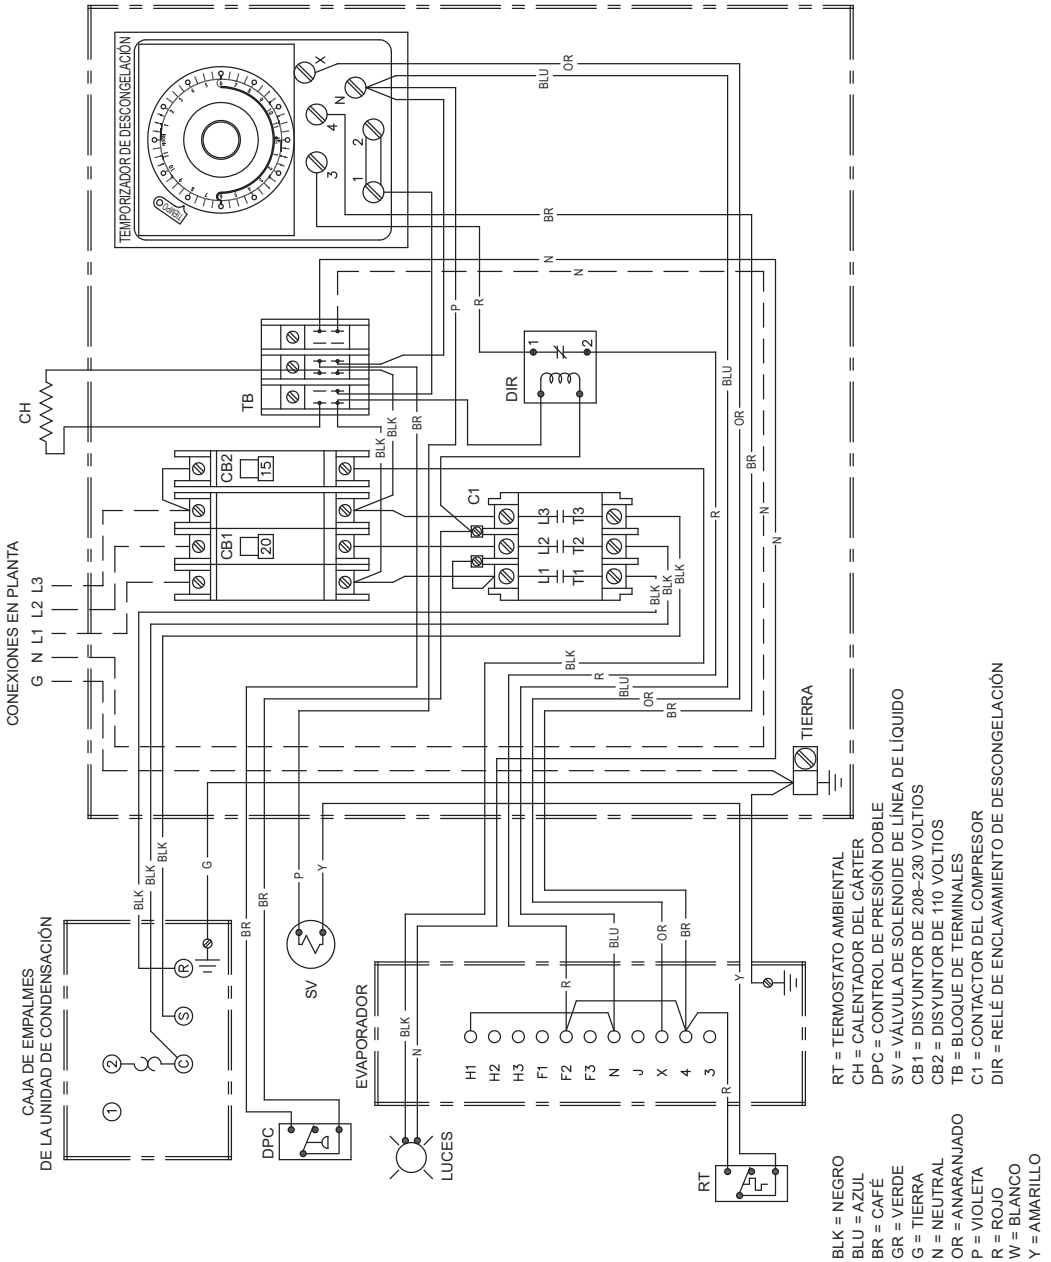 CONEXIONES EN PLANTA
G N L1 L2 L3
CH
TEMPORIZADOR DE DESCONGELACIÓN
TIEMPO
X
N
4
3
2
1
TB
CB2
15
CB1
20
C1
L3
T3
L2
T2
L1
T1
DIR
1
2
BLU
OR
BR
N
N
P
R
BLU
OR
BR
N
N
R
BR
BLK
BLK
BLK
BLK
BLK
BLK
R
BLU
OR
BR
TIERRA
CAJA DE EMPALMES
DE LA UNIDAD DE CONDENSACIÓN
1
2
C
S
R
BLK
BLK
BLK
G
BR
BR
P
Y
DPC
SV
EVAPORADOR
BLK
N
R
BLU
OR
BR
Y
R
H1
H2
H3
F1
F2
F3
N
J
X
4
3
LUCES
RT
BLK = NEGRO
BLU = AZUL
BR = CAFÉ
GR = VERDE
G = TIERRA
N = NEUTRAL
OR = ANARANJADO
P = VIOLETA
R = ROJO
W = BLANCO
Y = AMARILLO
RT = TERMOSTATO AMBIENTAL
CH = CALENTADOR DEL CÁRTER
DPC = CONTROL DE PRESIÓN DOBLE
SV = VÁLVULA DE SOLENOIDE DE LÍNEA DE LÍQUIDO
CB1 = DISYUNTOR DE 208–230 VOLTIOS
CB2 = DISYUNTOR DE 110 VOLTIOS
TB = BLOQUE DE TERMINALES
C1 = CONTACTOR DEL COMPRESOR
DIR = RELÉ DE ENCLAVAMIENTO DE DESCONGELACIÓN